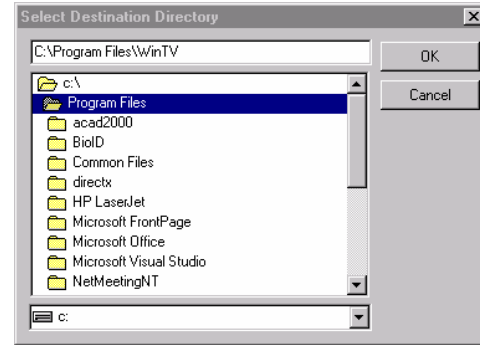 Select Destination Directory
C:\Program Files\WinTV
OK
c:\
Program Files
Cancel
acad2000
BioID
Common Files
directx
HP LaserJet
Microsoft FrontPage
Microsoft Office
Microsoft Visual Studio
NetMeetingNT
c: